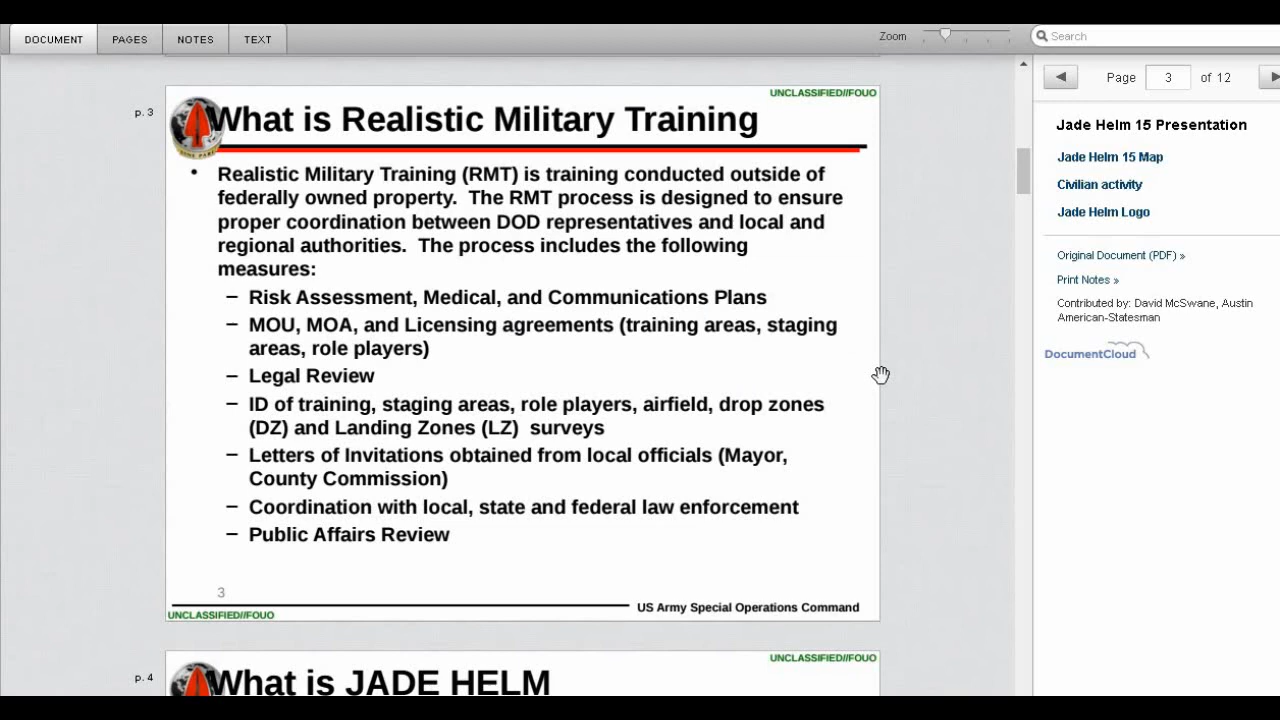 DOCUMENT
PAGES
NOTES
TEXT
Zoom
Search
p. 3
UNCLASSIFIED//FOUO
What is Realistic Military Training
• Realistic Military Training (RMT) is training conducted outside of
federally owned property. The RMT process is designed to ensure
proper coordination between DOD representatives and local and
regional authorities. The process includes the following
measures:
– Risk Assessment, Medical, and Communications Plans
– MOU, MOA, and Licensing agreements (training areas, staging
areas, role players)
– Legal Review
– ID of training, staging areas, role players, airfield, drop zones
(DZ) and Landing Zones (LZ) surveys
– Letters of Invitations obtained from local officials (Mayor,
County Commission)
– Coordination with local, state and federal law enforcement
– Public Affairs Review
3
US Army Special Operations Command
UNCLASSIFIED//FOUO
p. 4
UNCLASSIFIED//FOUO
What is JADE HELM
Page 3 of 12
Jade Helm 15 Presentation
Jade Helm 15 Map
Civilian activity
Jade Helm Logo
Original Document (PDF) »
Print Notes »
Contributed by: David McSwane, Austin
American-Statesman
DocumentCloud